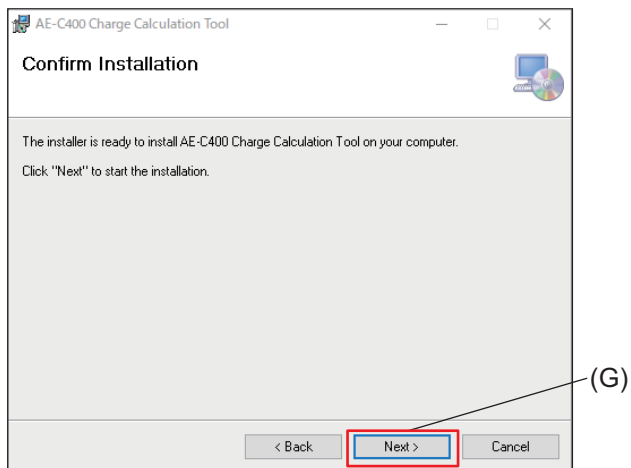 AE-C400 Charge Calculation Tool
Confirm Installation
The installer is ready to install AE-C400 Charge Calculation Tool on your computer.
Click "Next" to start the installation.
(G)
< Back
Next >
Cancel